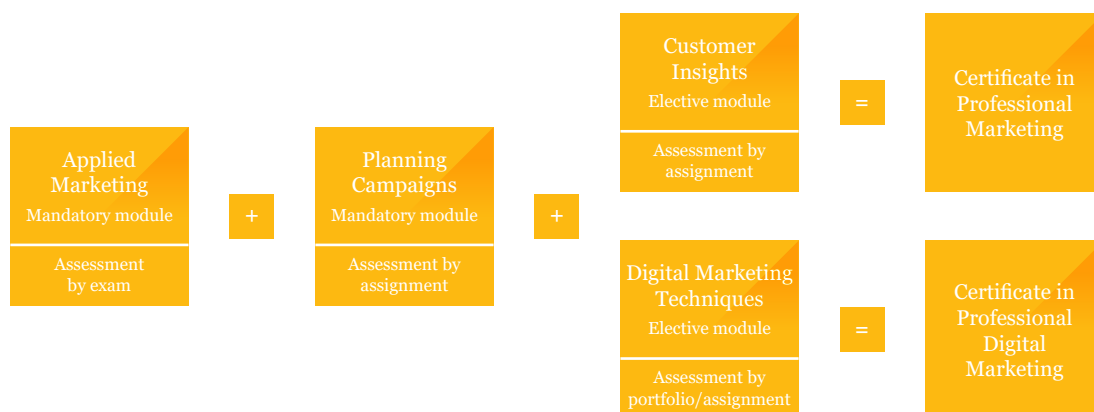 Applied
Marketing
Mandatory module
Assessment
by exam
+
Planning
Campaigns
Mandatory module
Assessment by
assignment
+
Customer
Insights
Elective module
Assessment by
assignment
=
Certificate in
Professional
Marketing
Digital Marketing
Techniques
Elective module
Assessment by
portfolio/assignment
=
Certificate in
Professional
Digital
Marketing